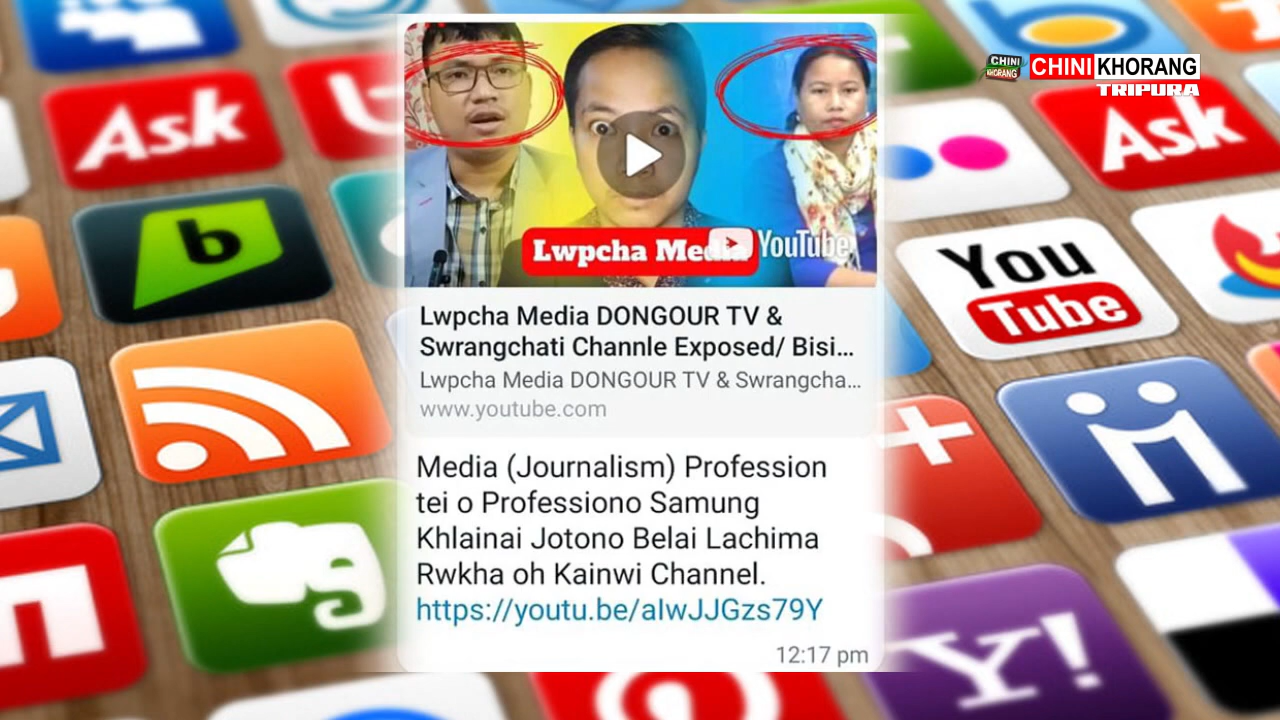 CHINI
KHORANG
CHINI KHORANG
TRIPURA
Ask
Ask
b
You
Tube
Y!
Lwpcha Media
YouTube
Lwpcha Media DONGOUR TV &
Swrangchati Channle Exposed/ Bisi...
Lwpcha Media DONGOUR TV & Swrangcha...
www.youtube.com
Media (Journalism) Profession
tei o Professiono Samung
Khlainai Jotono Belai Lachima
Rwkha oh Kainwi Channel.
https://youtu.be/aIwJJGzs79Y
12:17 pm